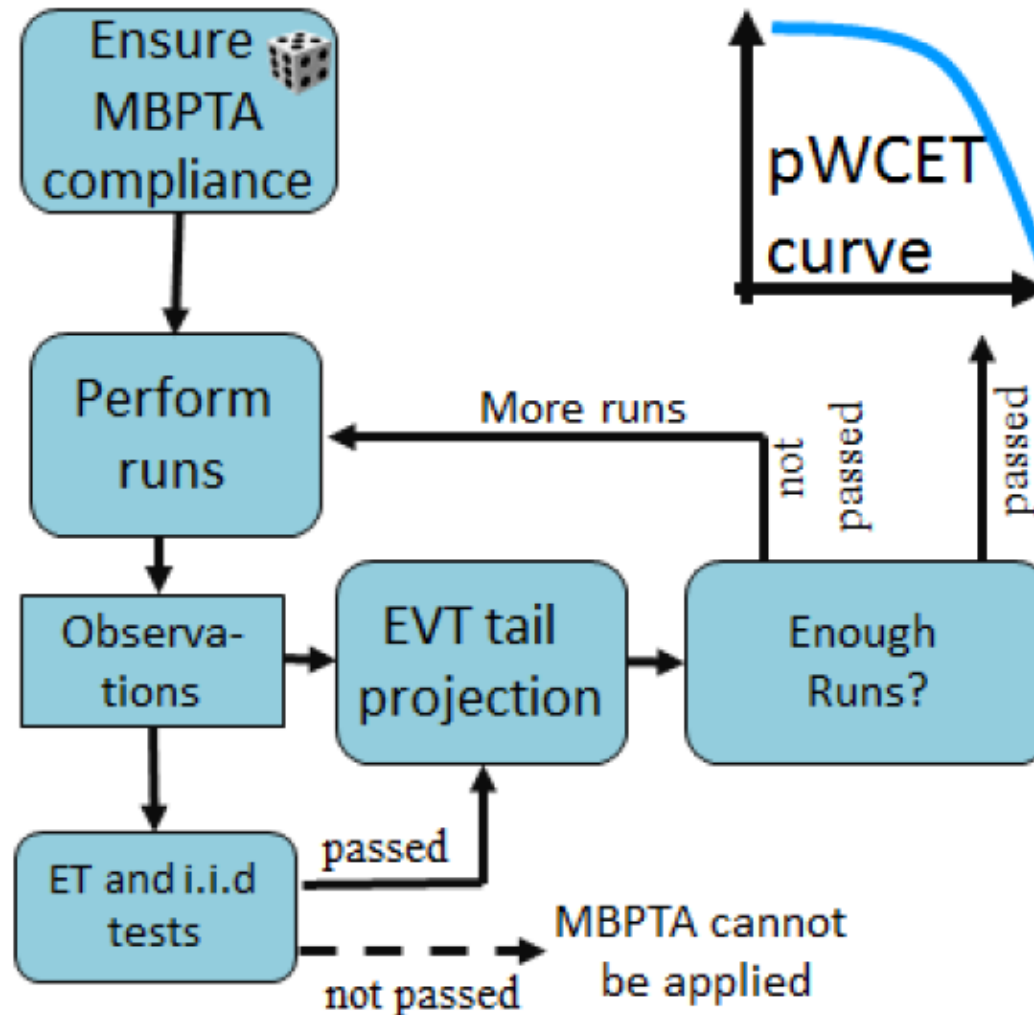 Ensure
MBPTA
compliance
pWCET
curve
Perform
runs
More runs
not
passed
passed
Observa-
tions
EVT tail
projection
Enough
Runs?
ET and i.i.d
tests
passed
not passed
MBPTA cannot
be applied